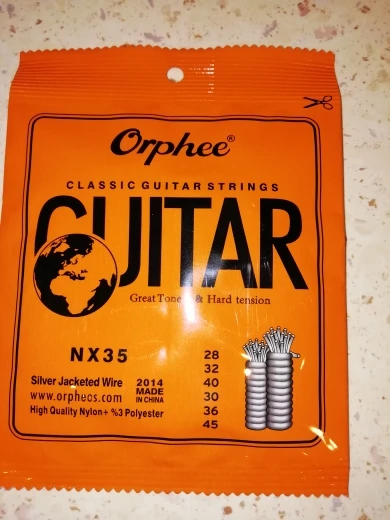 Orphee®
CLASSIC GUITAR STRINGS
GUITAR
Great Tone & Hard tension
NX35
Silver Jacketed Wire
www.orphecs.com
High Quality Nylon+ %3 Polyester
2014
MADE
IN CHINA
28
32
40
30
36
45